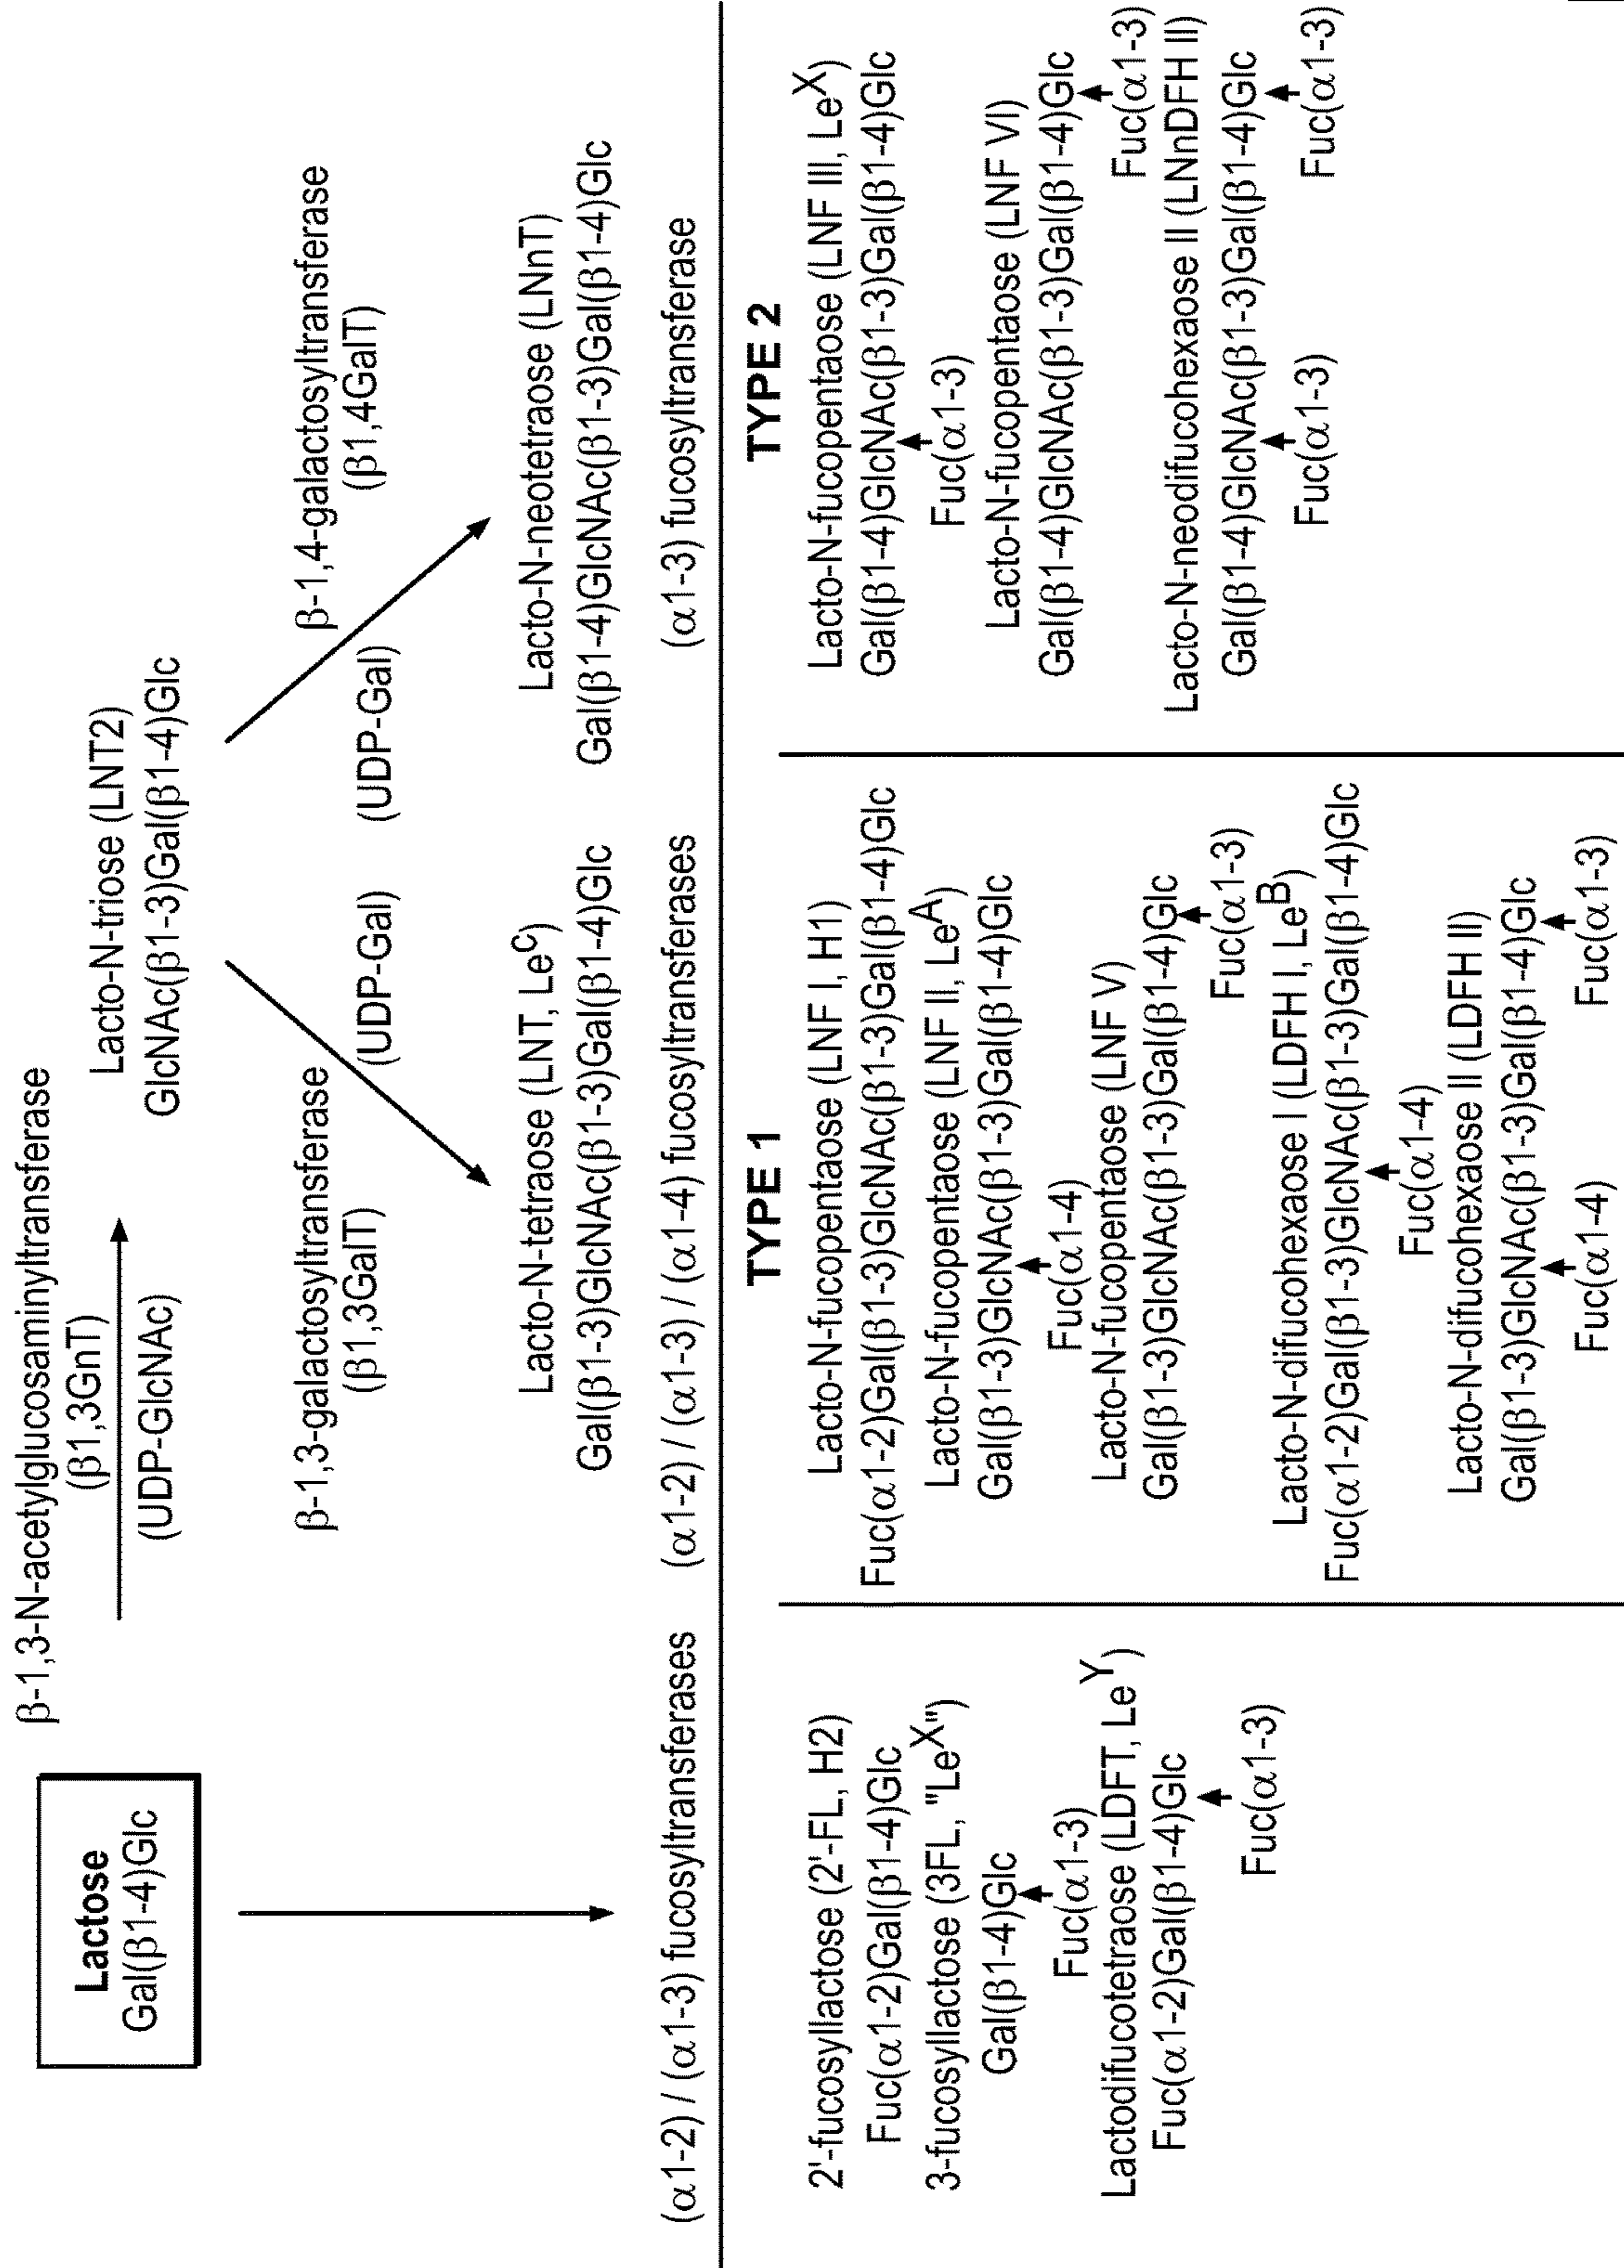 β-1,3-N-acetylglucosaminyltransferase
(β1,3GnT)
(UDP-GlcNAc)
Lactose
Gal(β1-4)Glc
Lacto-N-triose (LNT2)
GlcNAc(β1-3)Gal(β1-4)Glc
β-1,3-galactosyltransferase
(β1,3GalT)
(UDP-Gal)
(UDP-Gal)
β-1,4-galactosyltransferase
(β1,4GalT)
Lacto-N-tetraose (LNT, LeC)
Gal(β1-3)GlcNAc(β1-3)Gal(β1-4)Glc
Lacto-N-neotetraose (LNnT)
Gal(β1-4)GlcNAc(β1-3)Gal(β1-4)Glc
(α1-2) / (α1-3) fucosyltransferases
(α1-2) / (α1-3) / (α1-4) fucosyltransferases
(α1-3) fucosyltransferase
2'-fucosyllactose (2'-FL, H2)
Fuc(α1-2)Gal(β1-4)Glc
3-fucosyllactose (3FL, "LeX")
Gal(β1-4)Glc
Fuc(α1-3)
Lactodifucotetraose (LDFT, LeY)
Fuc(α1-2)Gal(β1-4)Glc
Fuc(α1-3)
TYPE 1
Lacto-N-fucopentaose (LNF I, H1)
Fuc(α1-2)Gal(β1-3)GlcNAc(β1-3)Gal(β1-4)Glc
Lacto-N-fucopentaose (LNF II, LeA)
Gal(β1-3)GlcNAc(β1-3)Gal(β1-4)Glc
Fuc(α1-4)
Lacto-N-fucopentaose (LNF V)
Gal(β1-3)GlcNAc(β1-3)Gal(β1-4)Glc
Fuc(α1-3)
Lacto-N-difucohexaose I (LDFH I, LeB)
Fuc(α1-2)Gal(β1-3)GlcNAc(β1-3)Gal(β1-4)Glc
Fuc(α1-4)
Lacto-N-difucohexaose II (LDFH II)
Gal(β1-3)GlcNAc(β1-3)Gal(β1-4)Glc
Fuc(α1-4) Fuc(α1-3)
TYPE 2
Lacto-N-fucopentaose (LNF III, LeX)
Gal(β1-4)GlcNAc(β1-3)Gal(β1-4)Glc
Fuc(α1-3)
Lacto-N-fucopentaose (LNF VI)
Gal(β1-4)GlcNAc(β1-3)Gal(β1-4)Glc
Fuc(α1-3)
Lacto-N-neodifucohexaose II (LNnDFH II)
Gal(β1-4)GlcNAc(β1-3)Gal(β1-4)Glc
Fuc(α1-3) Fuc(α1-3)